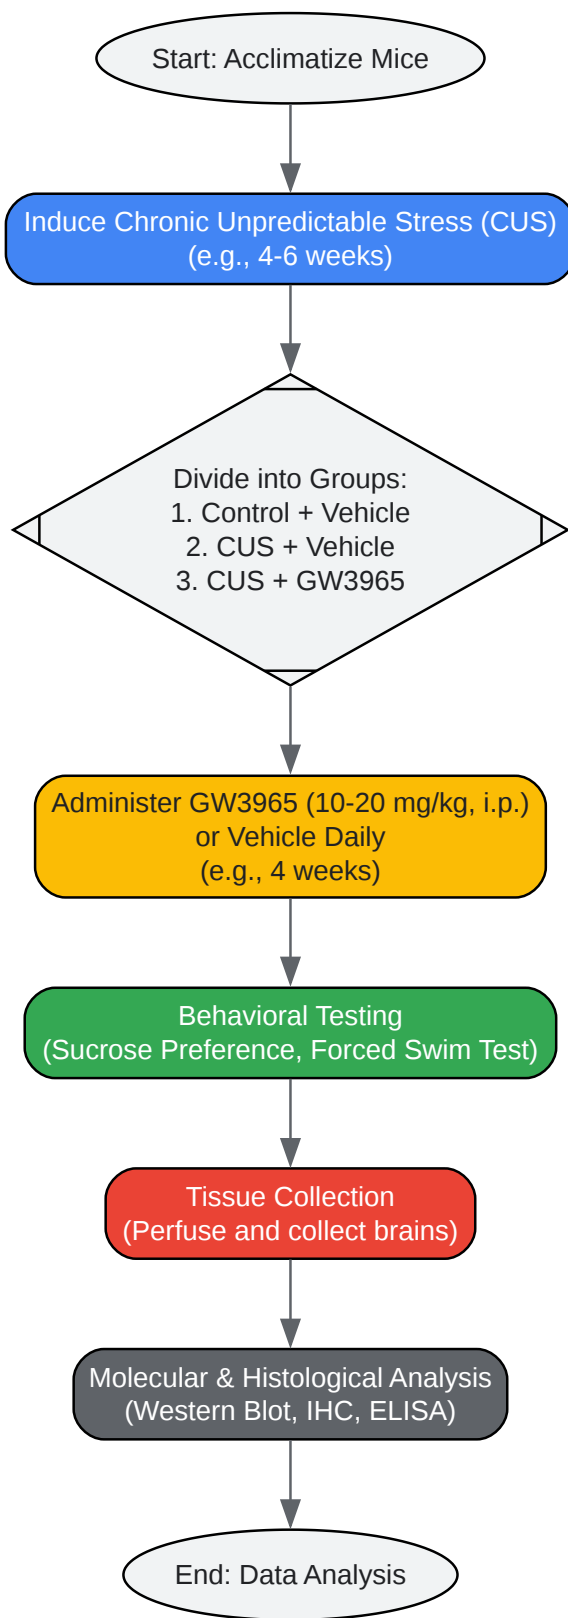 Start: Acclimatize Mice
Induce Chronic Unpredictable Stress (CUS)
(e.g., 4-6 weeks)
Divide into Groups:
1. Control + Vehicle
2. CUS + Vehicle
3. CUS + GW3965
Administer GW3965 (10-20 mg/kg, i.p.)
or Vehicle Daily
(e.g., 4 weeks)
Behavioral Testing
(Sucrose Preference, Forced Swim Test)
Tissue Collection
(Perfuse and collect brains)
Molecular & Histological Analysis
(Western Blot, IHC, ELISA)
End: Data Analysis